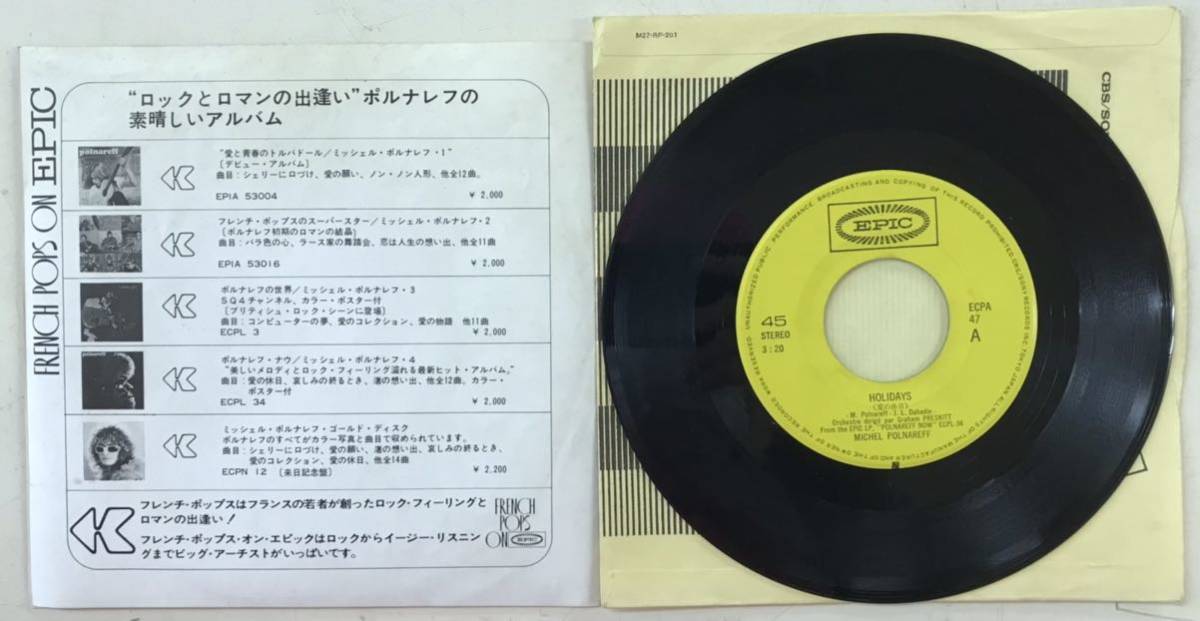 FRENCH POPS ON EPIC
“ロックとロマンの出逢い”ポルナレフの
素晴しいアルバム
polnareff
“愛と青春のトルバドール/ミッシェル・ポルナレフ・1”
〔デビュー・アルバム〕
曲目:シェリーに口づけ、愛の願い、ノン・ノン人形、他全12曲。
EPIA 53004 ¥ 2,000
フレンチ・ポップスのスーパースター/ミッシェル・ポルナレフ・2
〔ポルナレフ初期のロマンの結晶〕
曲目:バラ色の心、ラース家の舞踏会、恋は人生の想い出、他全11曲
EPIA 53016 ¥ 2,000
ポルナレフの世界/ミッシェル・ポルナレフ・3
SQ4チャンネル、カラー・ポスター付
〔ブリティシュ・ロック・シーンに登場〕
曲目:コンピューターの夢、愛のコレクション、愛の物語 他11曲
ECPL 3 ¥ 2,000
polnareff
ポルナレフ・ナウ/ミッシェル・ポルナレフ・4
“美しいメロディとロック・フィーリング溢れる最新ヒット・アルバム。”
曲目:愛の休日、哀しみの終るとき、渚の想い出、他全12曲。カラー・
ポスター付
ECPL 34 ¥ 2,000
ミッシェル・ポルナレフ・ゴールド・ディスク
ポルナレフのすべてがカラー写真と曲目で収められています。
曲目:シェリーに口づけ、愛の願い、渚の想い出、哀しみの終るとき、
愛のコレクション、愛の休日、他全14曲
ECPN 12 〔来日記念盤〕 ¥ 2,200
フレンチ・ポップスはフランスの若者が創ったロック・フィーリングと
ロマンの出逢い!
フレンチ・ポップス・オン・エピックはロックからイージー・リスニン
グまでビッグ・アーチストがいっぱいです。
FRENCH
POPS
ON EPIC
M27-RP-201
CBS/SO
EPIC
45
STEREO
3:20
ECPA
47
A
HOLIDAYS
(愛の休日)
- M. Polnareff - J. L. Dabadie -
Orchestre dirigé par Graham PRESKITT
From the EPIC LP, "POLNAREFF NOW" ECPL-34
MICHEL POLNAREFF